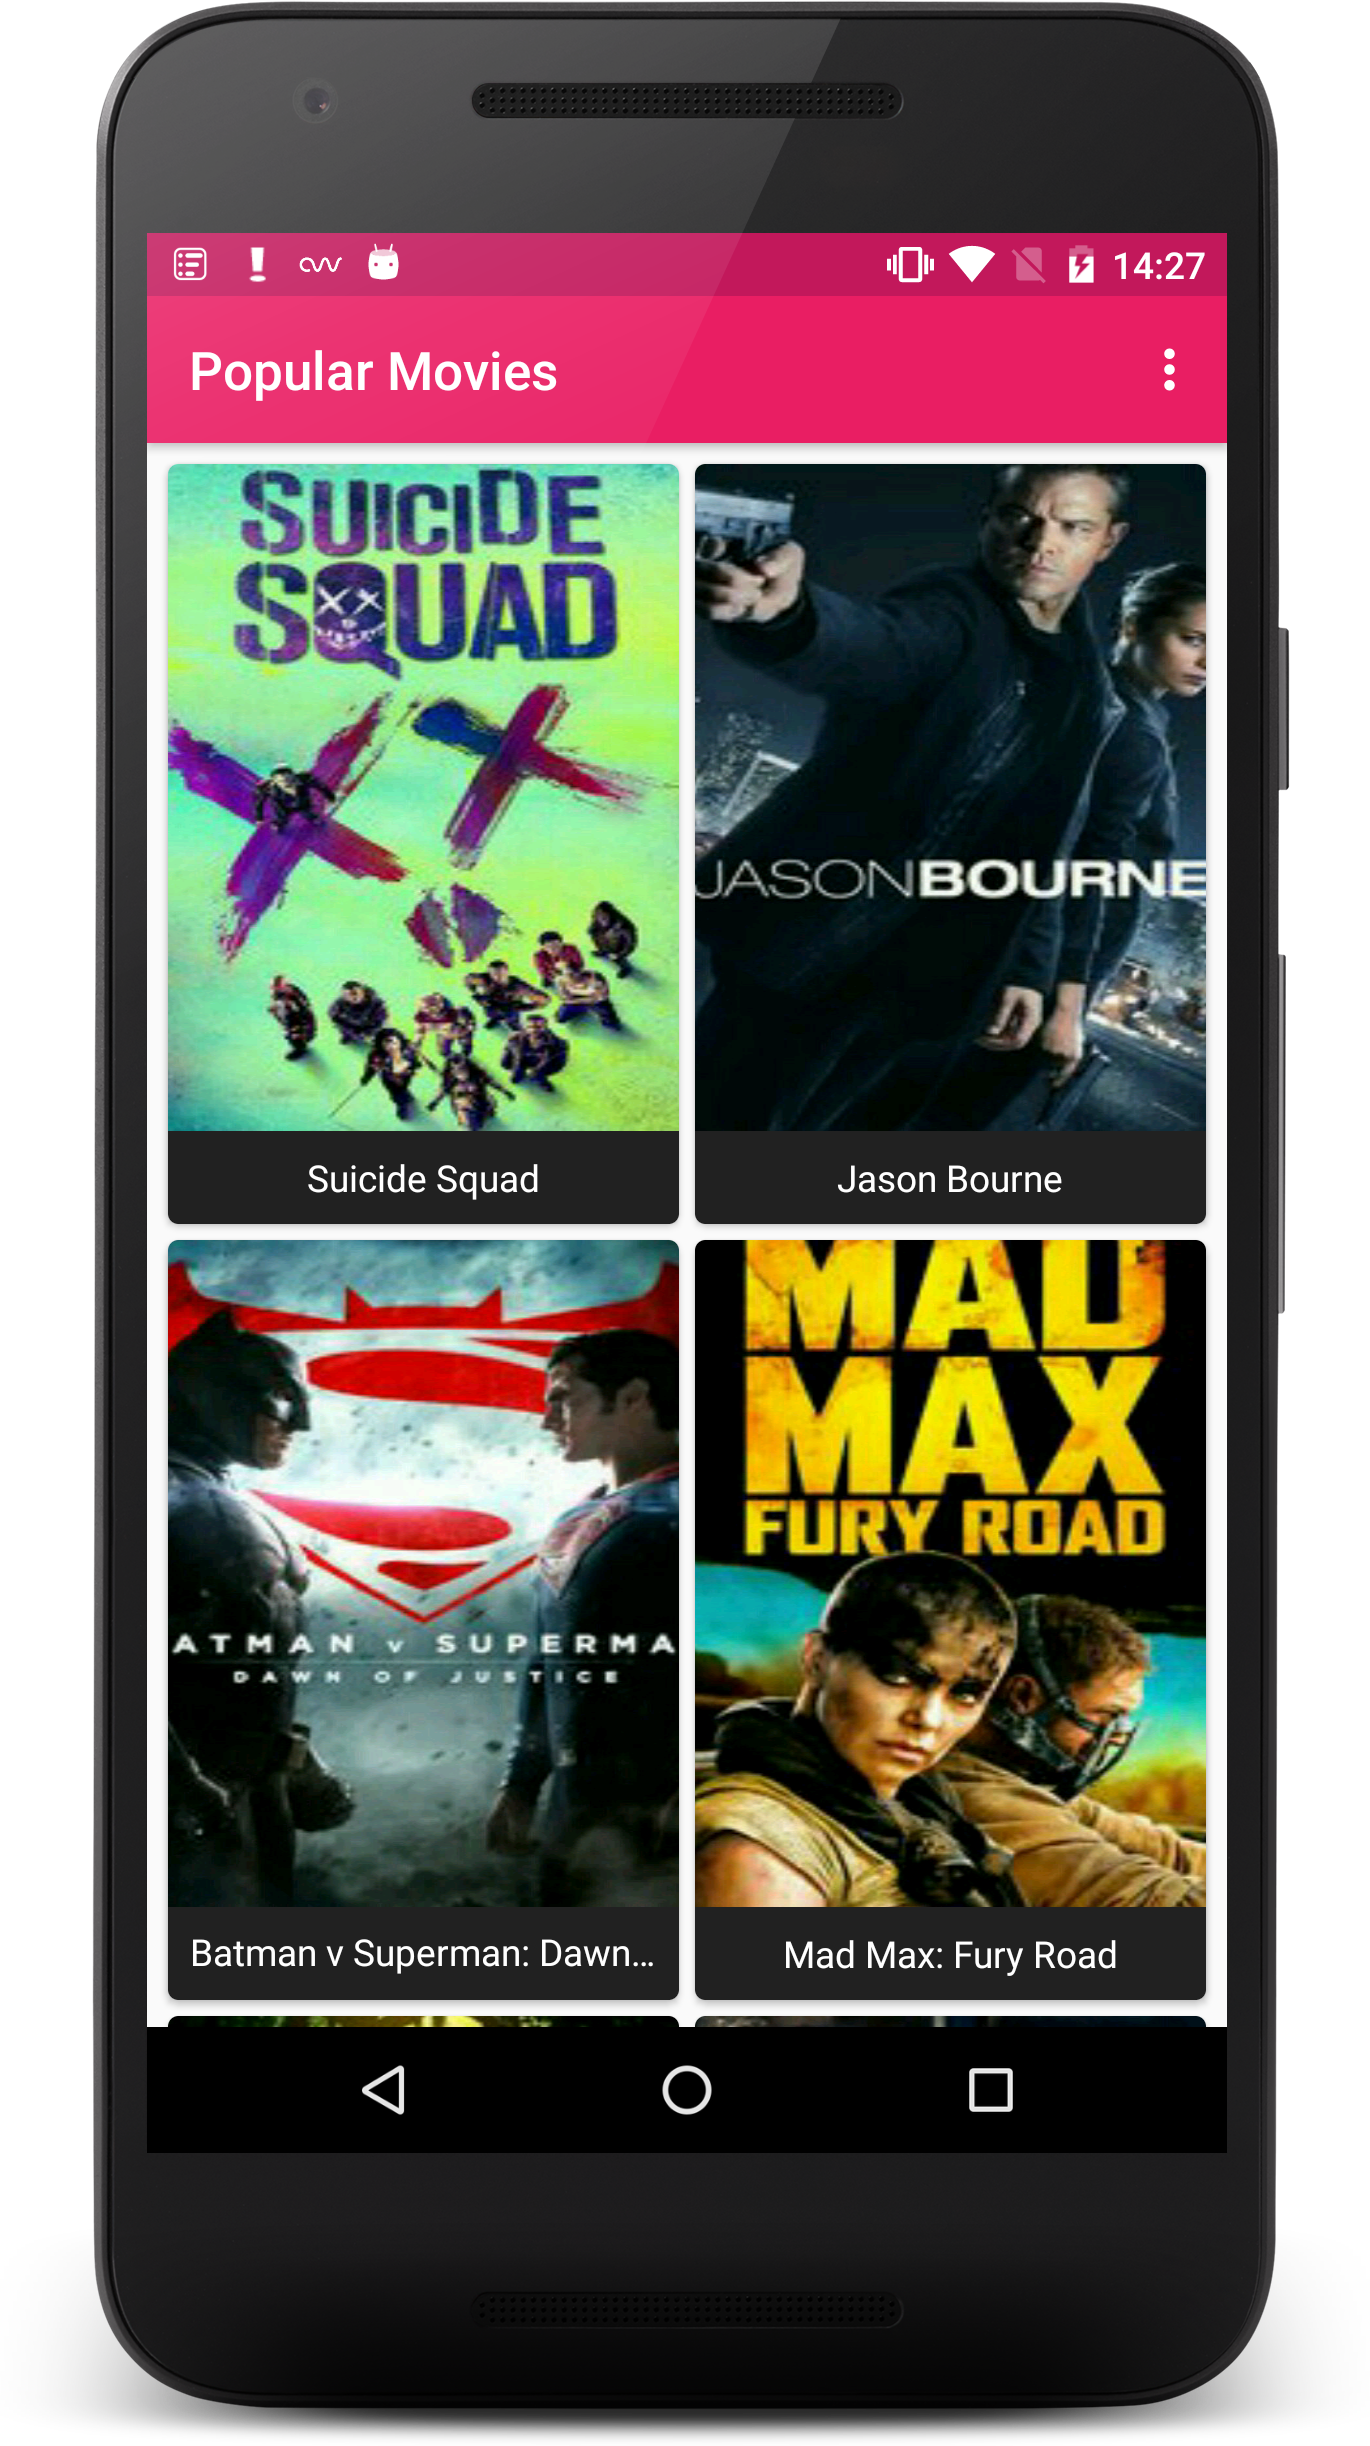 14:27
Popular Movies
SUICIDE
SQUAD
JASONBOURNE
Suicide Squad
Jason Bourne
ATMAN v SUPERMA
DAWN OF JUSTICE
MAD
MAX
FURY ROAD
Batman v Superman: Dawn...
Mad Max: Fury Road